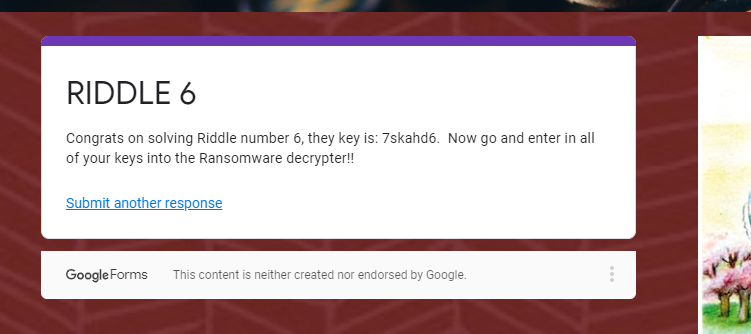 RIDDLE 6
Congrats on solving Riddle number 6, they key is: 7skahd6.  Now go and enter in all
of your keys into the Ransomware decrypter!!
Submit another response
Google Forms This content is neither created nor endorsed by Google.